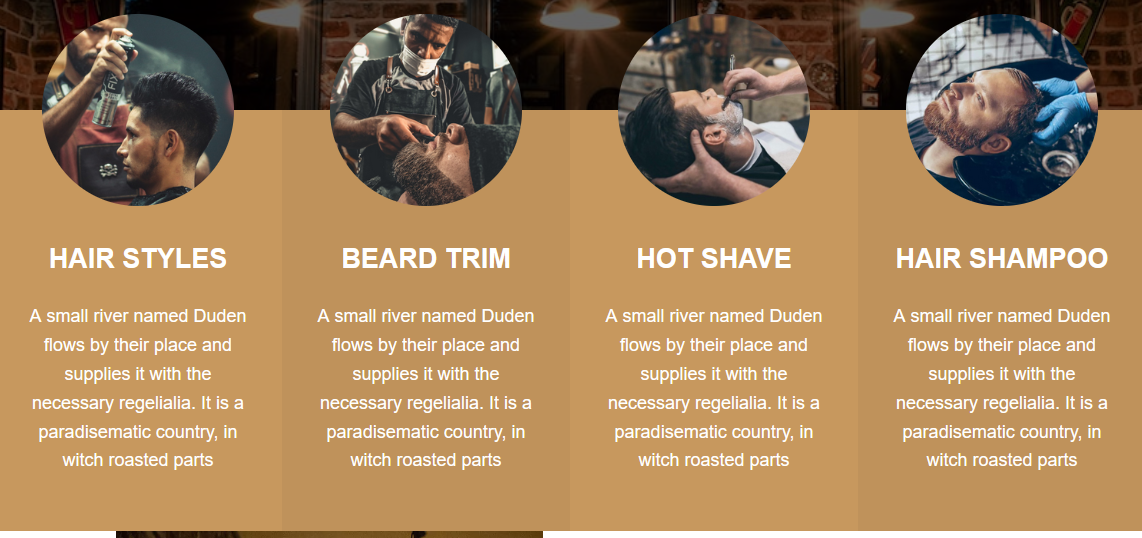 HAIR STYLES
A small river named Duden
flows by their place and
supplies it with the
necessary regelialia. It is a
paradisematic country, in
witch roasted parts
BEARD TRIM
A small river named Duden
flows by their place and
supplies it with the
necessary regelialia. It is a
paradisematic country, in
witch roasted parts
HOT SHAVE
A small river named Duden
flows by their place and
supplies it with the
necessary regelialia. It is a
paradisematic country, in
witch roasted parts
HAIR SHAMPOO
A small river named Duden
flows by their place and
supplies it with the
necessary regelialia. It is a
paradisematic country, in
witch roasted parts